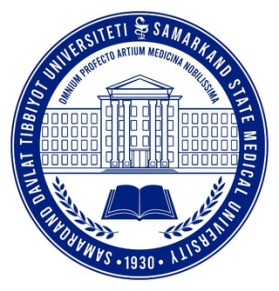 SAMARQAND DAVLAT TIBBIYOT UNIVERSITETI
SAMARKAND STATE MEDICAL UNIVERSITY
OMNIUM PROFECTO ARTIUM MEDICINA NOBILISSIMA
·1930·